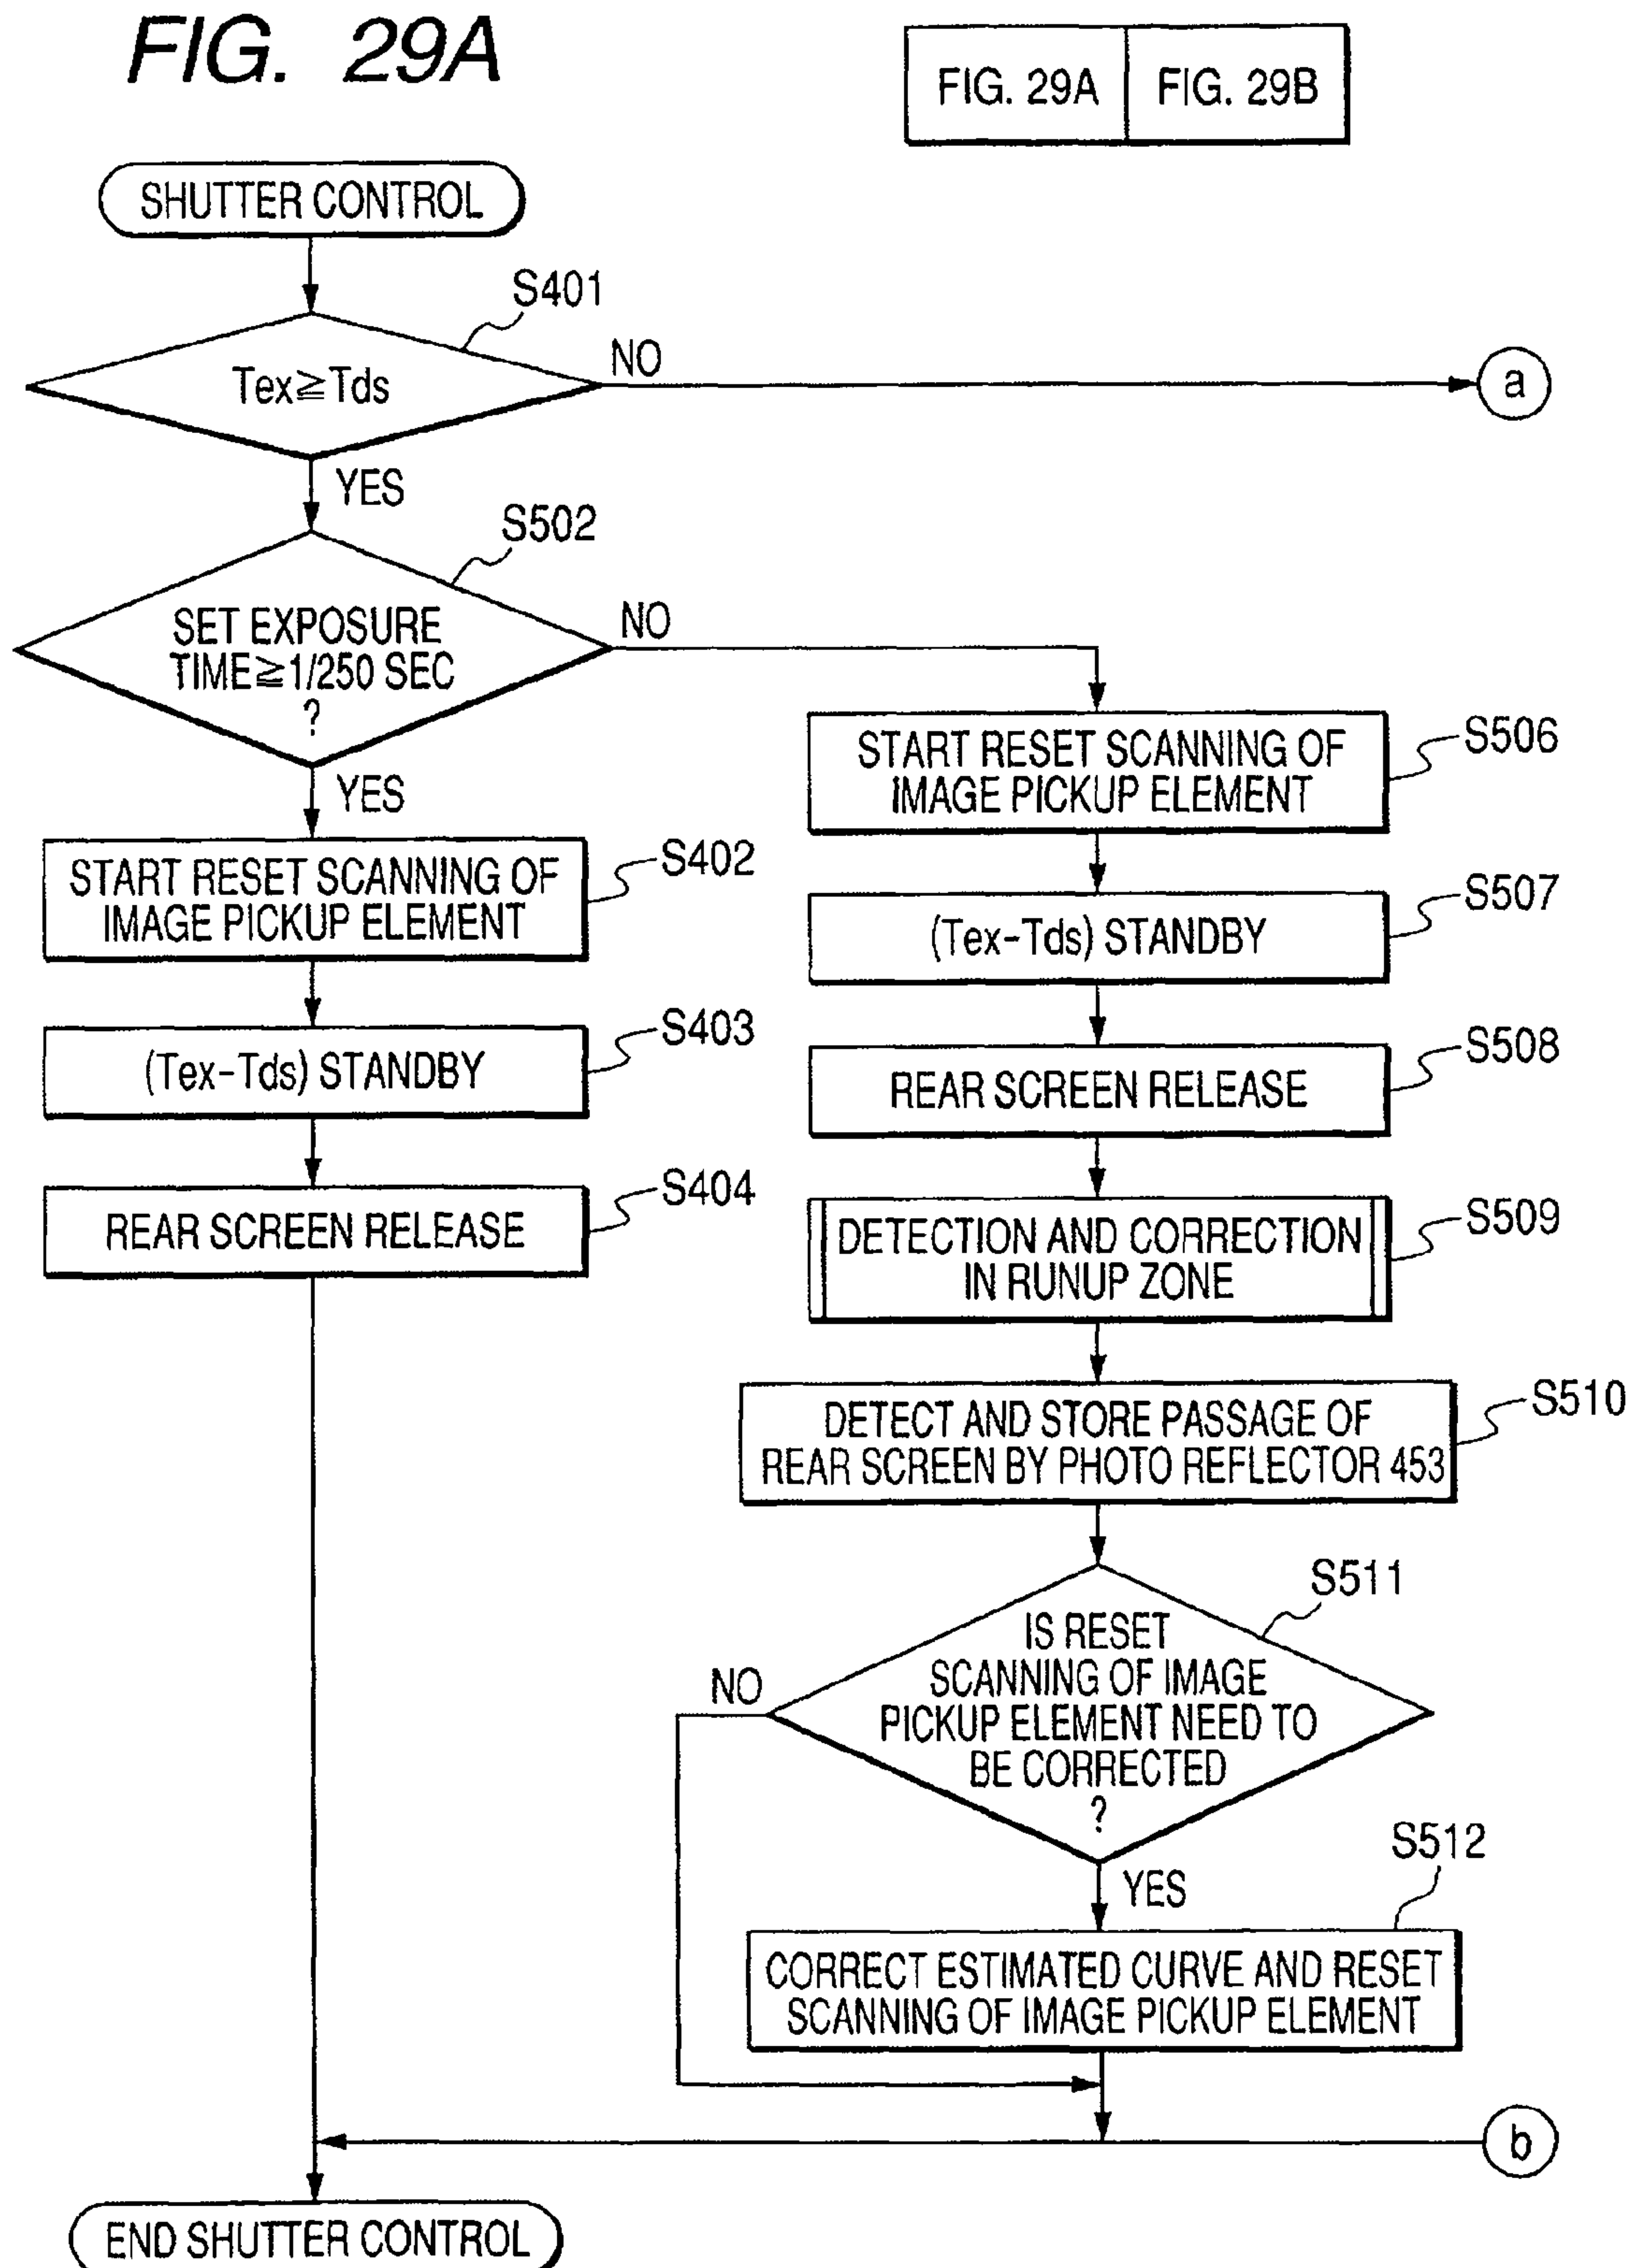 FIG. 29A
FIG. 29A FIG. 29B
SHUTTER CONTROL
S401
Tex≧Tds
NO
a
YES
S502
SET EXPOSURE
TIME≧1/250 SEC
?
NO
YES
START RESET SCANNING OF
IMAGE PICKUP ELEMENT
S402
(Tex-Tds) STANDBY
S403
REAR SCREEN RELEASE
S404
START RESET SCANNING OF
IMAGE PICKUP ELEMENT
S506
(Tex-Tds) STANDBY
S507
REAR SCREEN RELEASE
S508
DETECTION AND CORRECTION
IN RUNUP ZONE
S509
DETECT AND STORE PASSAGE OF
REAR SCREEN BY PHOTO REFLECTOR 453
S510
S511
IS RESET
SCANNING OF IMAGE
PICKUP ELEMENT NEED TO
BE CORRECTED
?
NO
YES
S512
CORRECT ESTIMATED CURVE AND RESET
SCANNING OF IMAGE PICKUP ELEMENT
b
END SHUTTER CONTROL